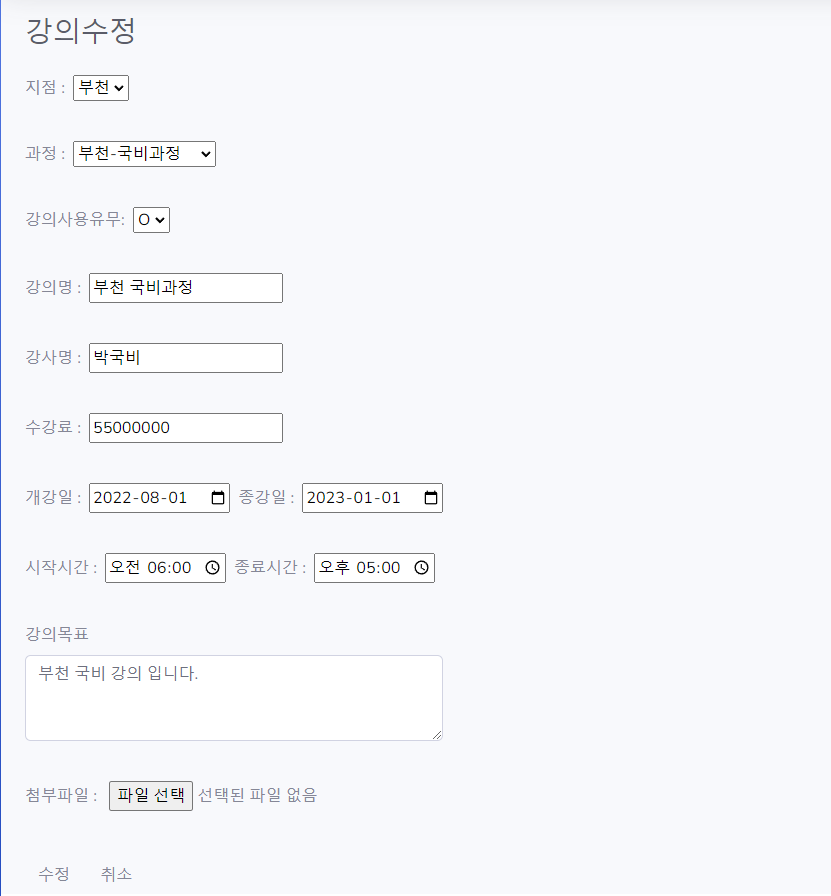 강의수정
지점 : 부천
과정 : 부천-국비과정
강의사용유무: O
강의명 : 부천 국비과정
강사명 : 박국비
수강료 : 55000000
개강일 : 2022-08-01 종강일 : 2023-01-01
시작시간 : 오전 06:00 종료시간 : 오후 05:00
강의목표
부천 국비 강의 입니다.
첨부파일 : 파일 선택 선택된 파일 없음
수정 취소